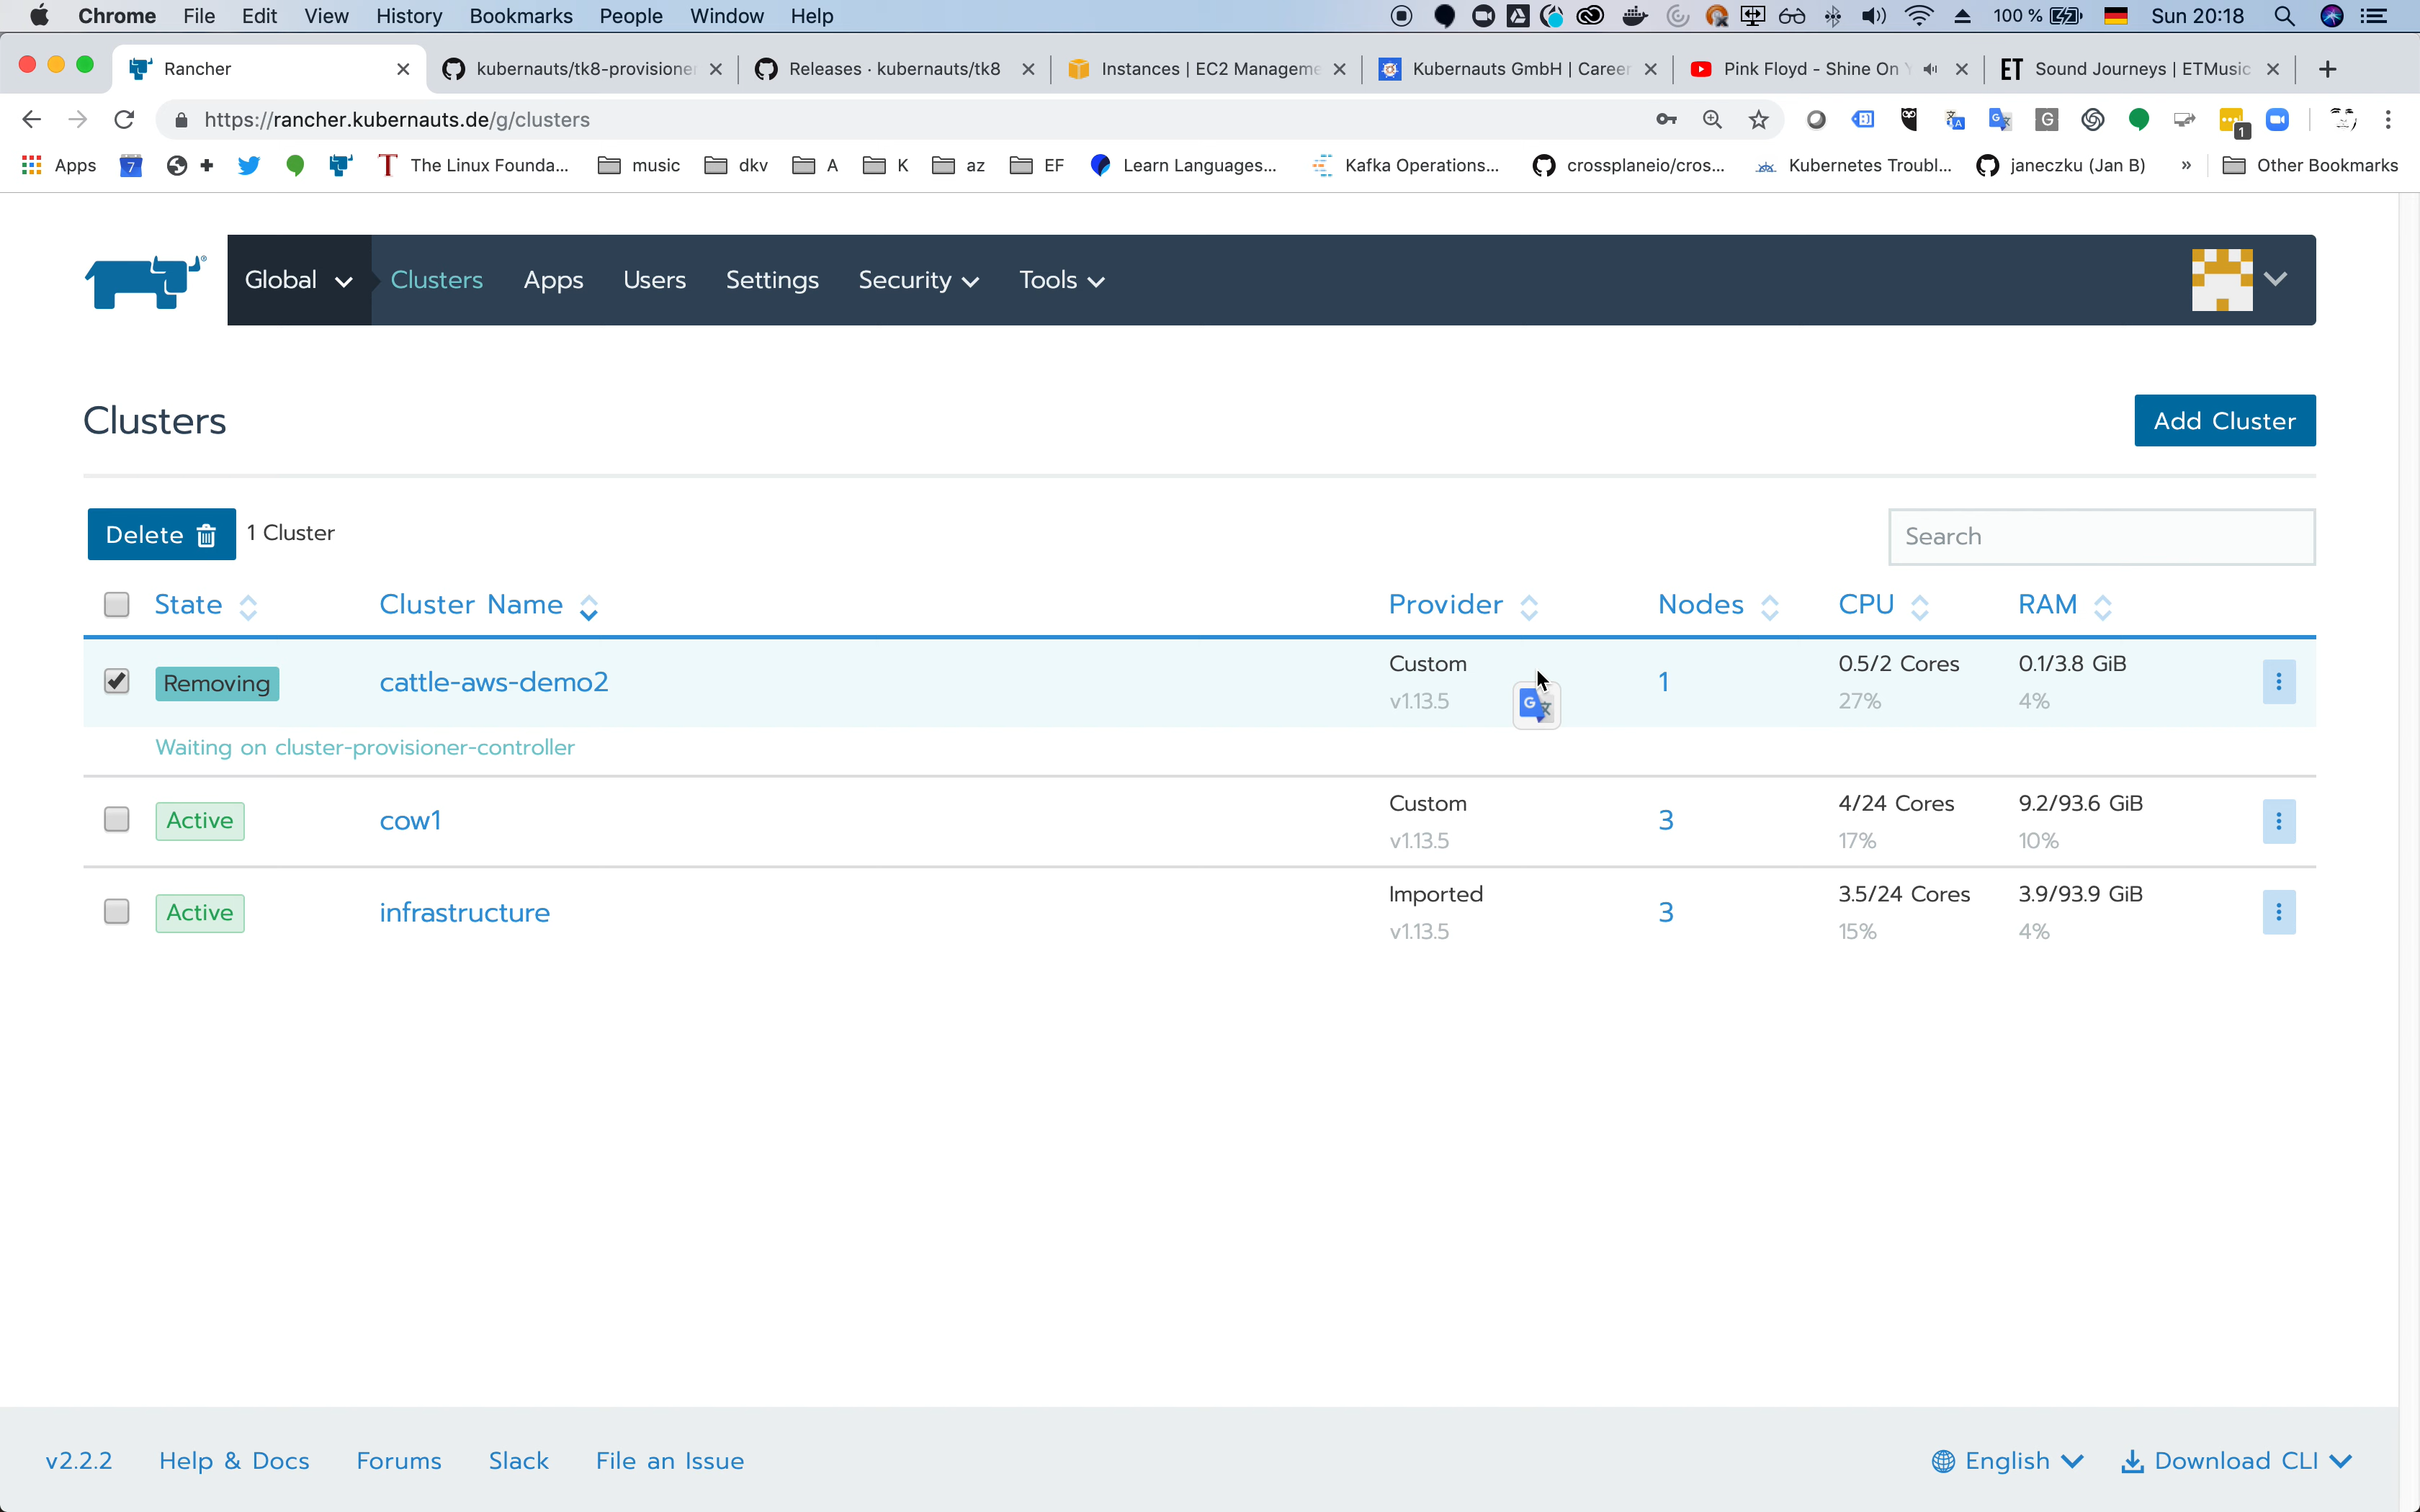 Chrome File Edit View History Bookmarks People Window Help 100 % Sun 20:18
Rancher kubernauts/tk8-provisioner Releases · kubernauts/tk8 Instances | EC2 Manageme Kubernauts GmbH | Career Pink Floyd - Shine On Y ET Sound Journeys | ETMusic
https://rancher.kubernauts.de/g/clusters
Apps 7 The Linux Founda... music dkv A K az EF Learn Languages... Kafka Operations... crossplaneio/cros... Kubernetes Troubl... janeczku (Jan B) » Other Bookmarks
Global Clusters Apps Users Settings Security Tools
Clusters Add Cluster
Delete 1 Cluster Search
State Cluster Name Provider Nodes CPU RAM
Removing cattle-aws-demo2 Custom 1 0.5/2 Cores 0.1/3.8 GiB
v1.13.5 27% 4%
Waiting on cluster-provisioner-controller
Active cow1 Custom 3 4/24 Cores 9.2/93.6 GiB
v1.13.5 17% 10%
Active infrastructure Imported 3 3.5/24 Cores 3.9/93.9 GiB
v1.13.5 15% 4%
v2.2.2 Help & Docs Forums Slack File an Issue English Download CLI